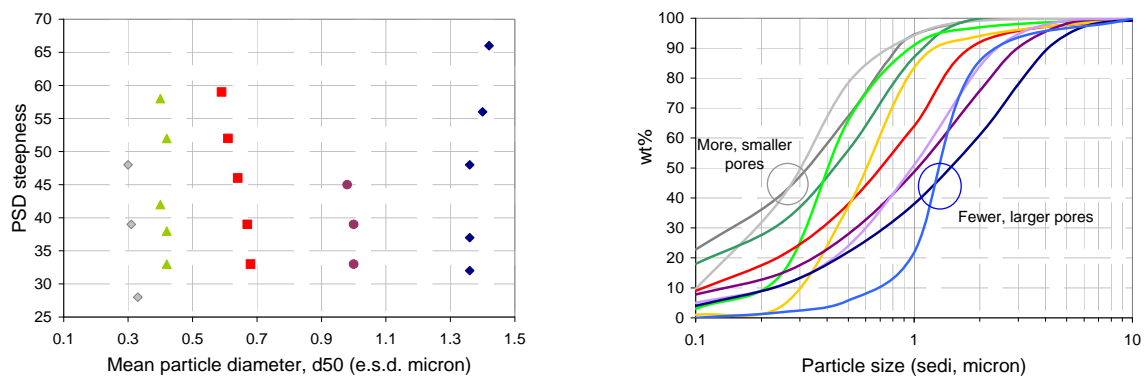 70
65
60
55
50
45
40
35
30
25
PSD steepness
0.1 0.3 0.5 0.7 0.9 1.1 1.3 1.5
Mean particle diameter, d50 (e.s.d. micron)
100
90
80
70
60
50
40
30
20
10
0
wt%
More, smaller
pores
Fewer, larger pores
0.1 1 10
Particle size (sedi, micron)